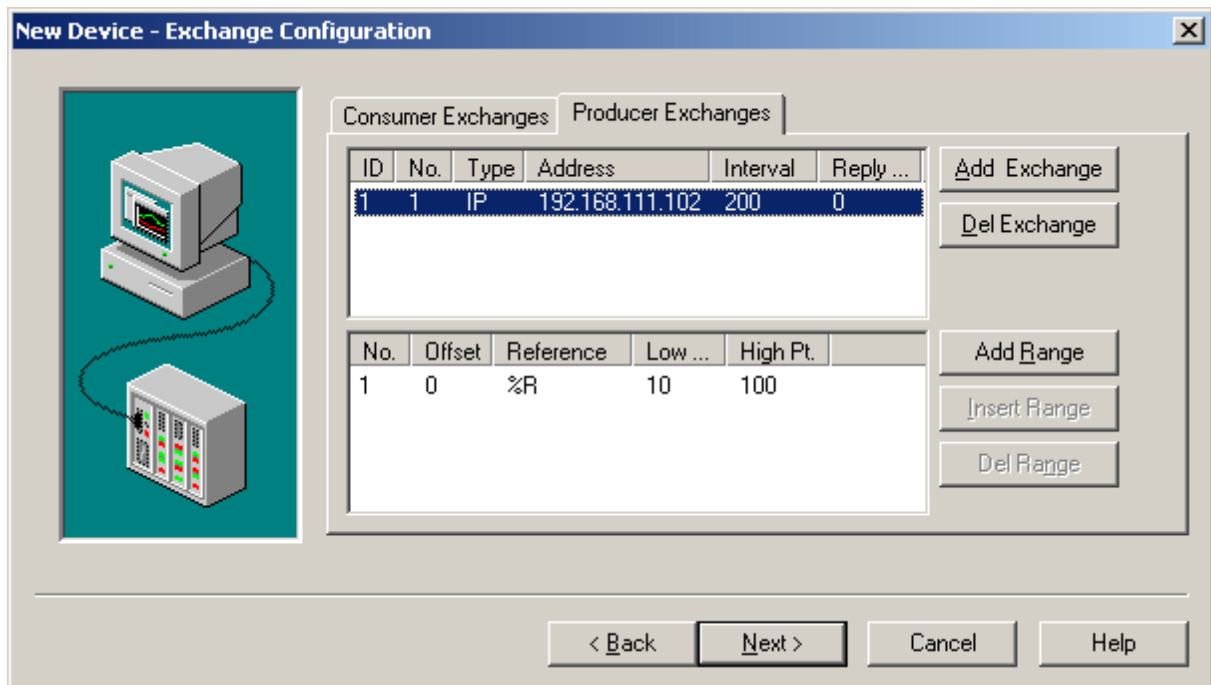 New Device - Exchange Configuration
Consumer Exchanges Producer Exchanges
ID No. Type Address Interval Reply ...
1 1 IP 192.168.111.102 200 0
Add Exchange
Del Exchange
No. Offset Reference Low ... High Pt.
1 0 %R 10 100
Add Range
Insert Range
Del Range
< Back Next > Cancel Help